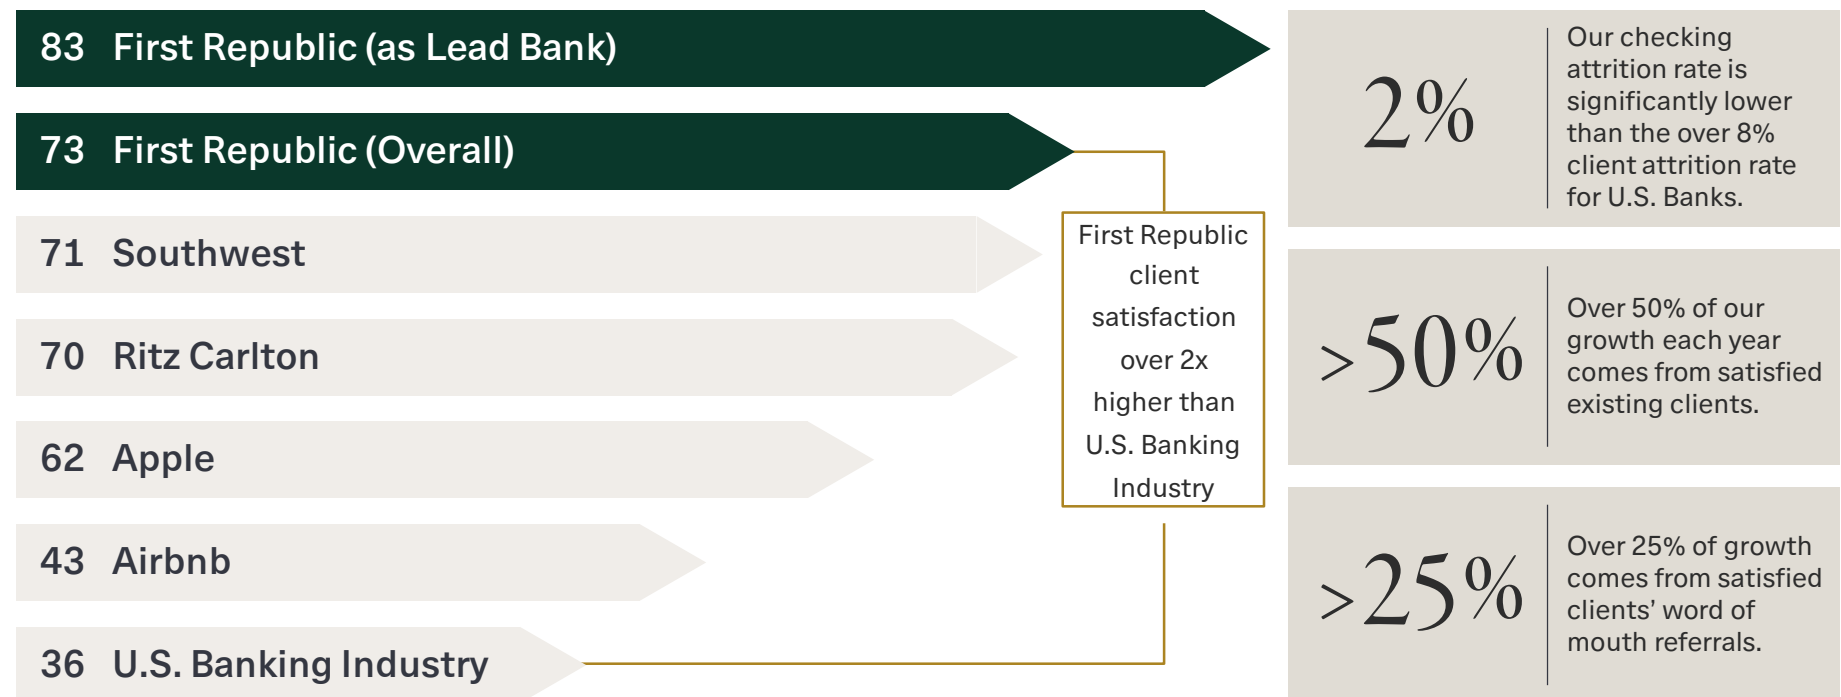 83 First Republic (as Lead Bank)
73 First Republic (Overall)
71 Southwest
70 Ritz Carlton
62 Apple
43 Airbnb
36 U.S. Banking Industry
First Republic
client
satisfaction
over 2x
higher than
U.S. Banking
Industry
2%
Our checking
attrition rate is
significantly lower
than the over 8%
client attrition rate
for U.S. Banks.
>50%
Over 50% of our
growth each year
comes from satisfied
existing clients.
>25%
Over 25% of growth
comes from satisfied
clients’ word of
mouth referrals.